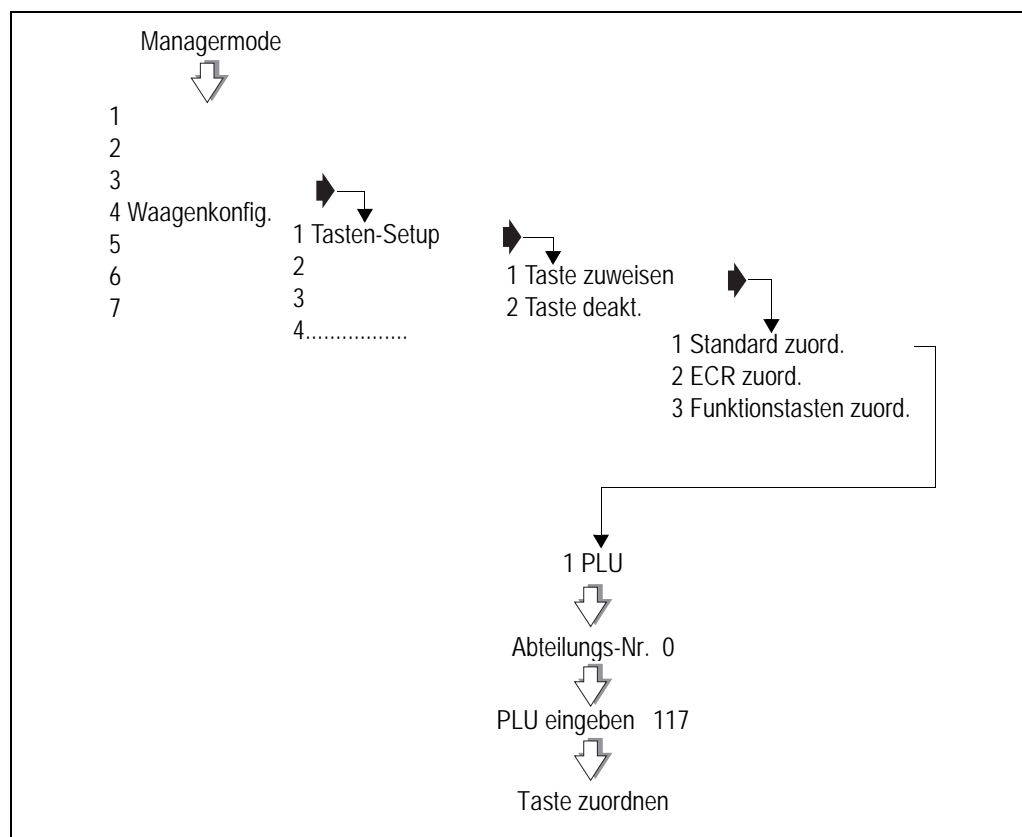 Managermode
1
2
3
4 Waagenkonfig.
5
6
7
1 Tasten-Setup
2
3
4.................
1 Taste zuweisen
2 Taste deakt.
1 Standard zuord.
2 ECR zuord.
3 Funktionstasten zuord.
1 PLU
Abteilungs-Nr. 0
PLU eingeben 117
Taste zuordnen